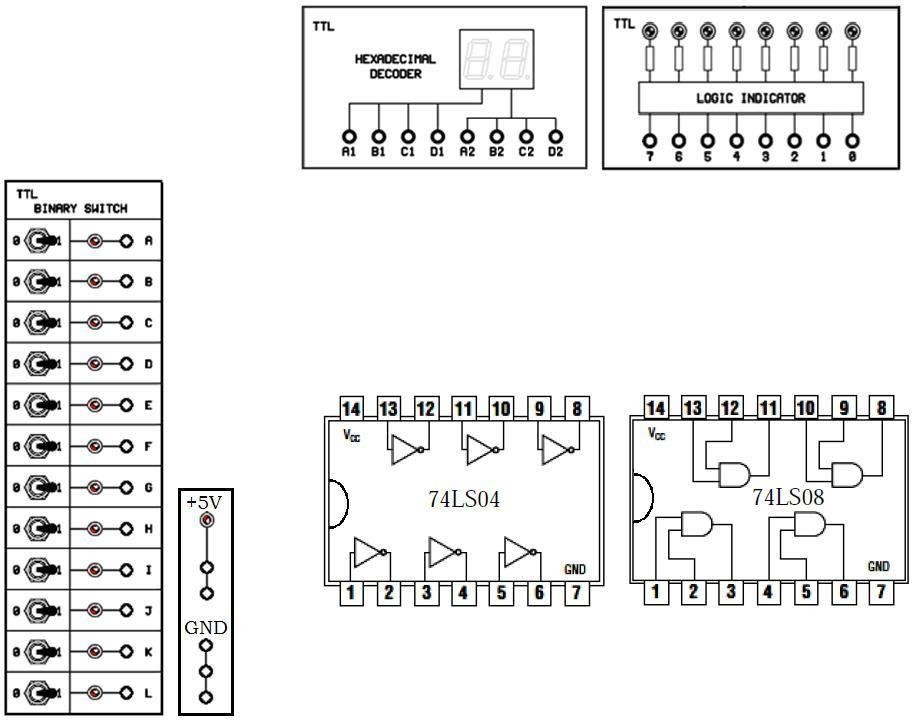 TTL
HEXADECIMAL
DECODER
A1 B1 C1 D1 A2 B2 C2 D2
TTL
LOGIC INDICATOR
7 6 5 4 3 2 1 0
TTL
BINARY SWITCH
0 1 A
0 1 B
0 1 C
0 1 D
0 1 E
0 1 F
0 1 G
0 1 H
0 1 I
0 1 J
0 1 K
0 1 L
+5V
GND
14 13 12 11 10 9 8
VCC
74LS04
GND
1 2 3 4 5 6 7
14 13 12 11 10 9 8
VCC
74LS08
GND
1 2 3 4 5 6 7